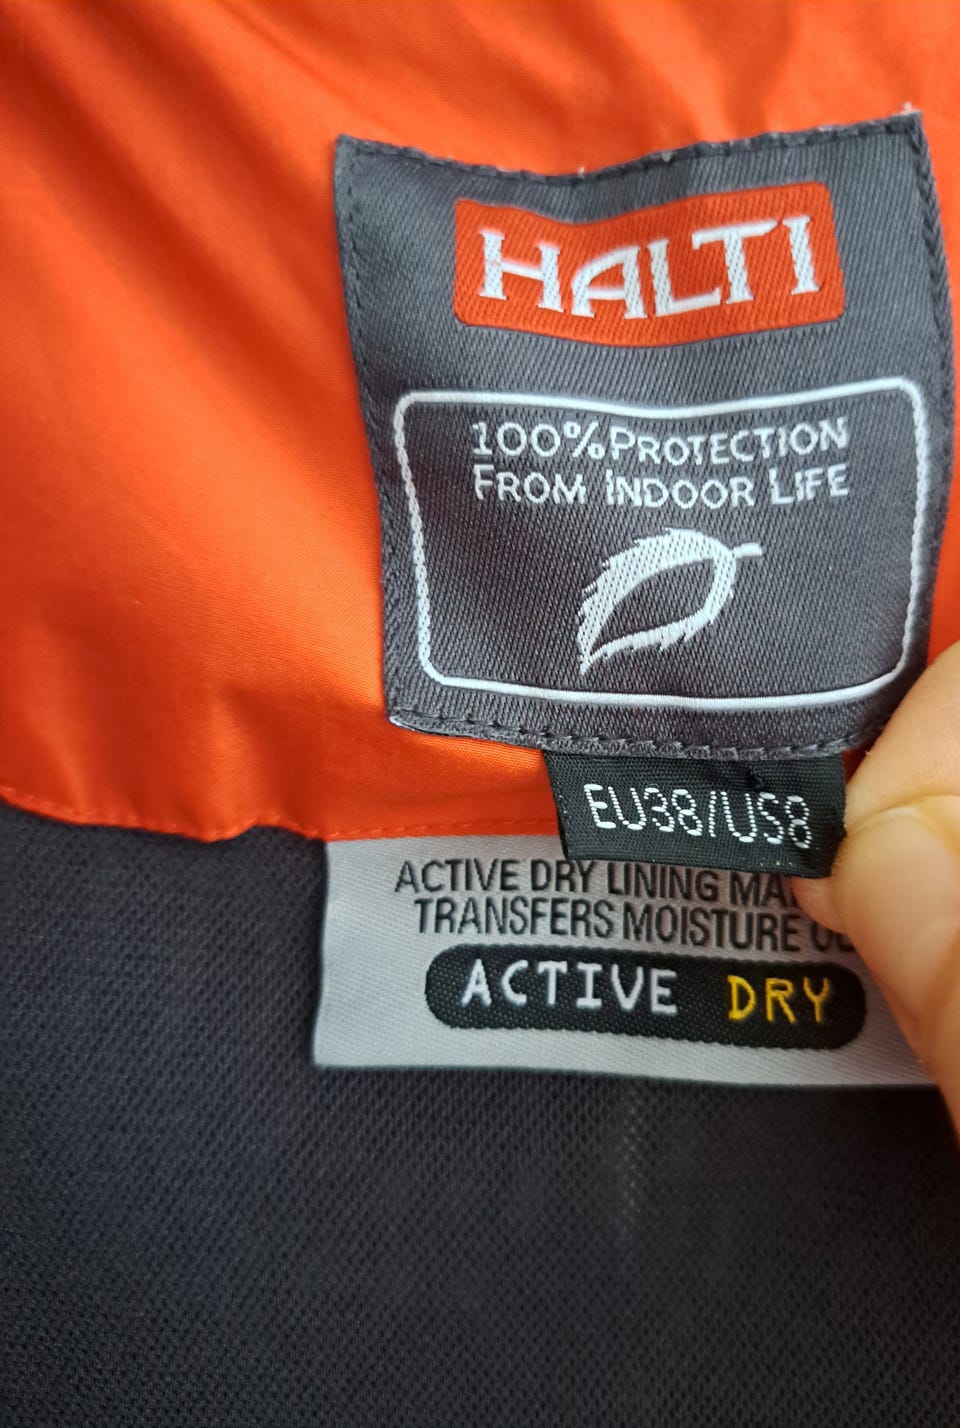 HALTI
100% PROTECTION
FROM INDOOR LIFE
EU38/US8
ACTIVE DRY LINING
TRANSFERS MOISTURE
ACTIVE DRY